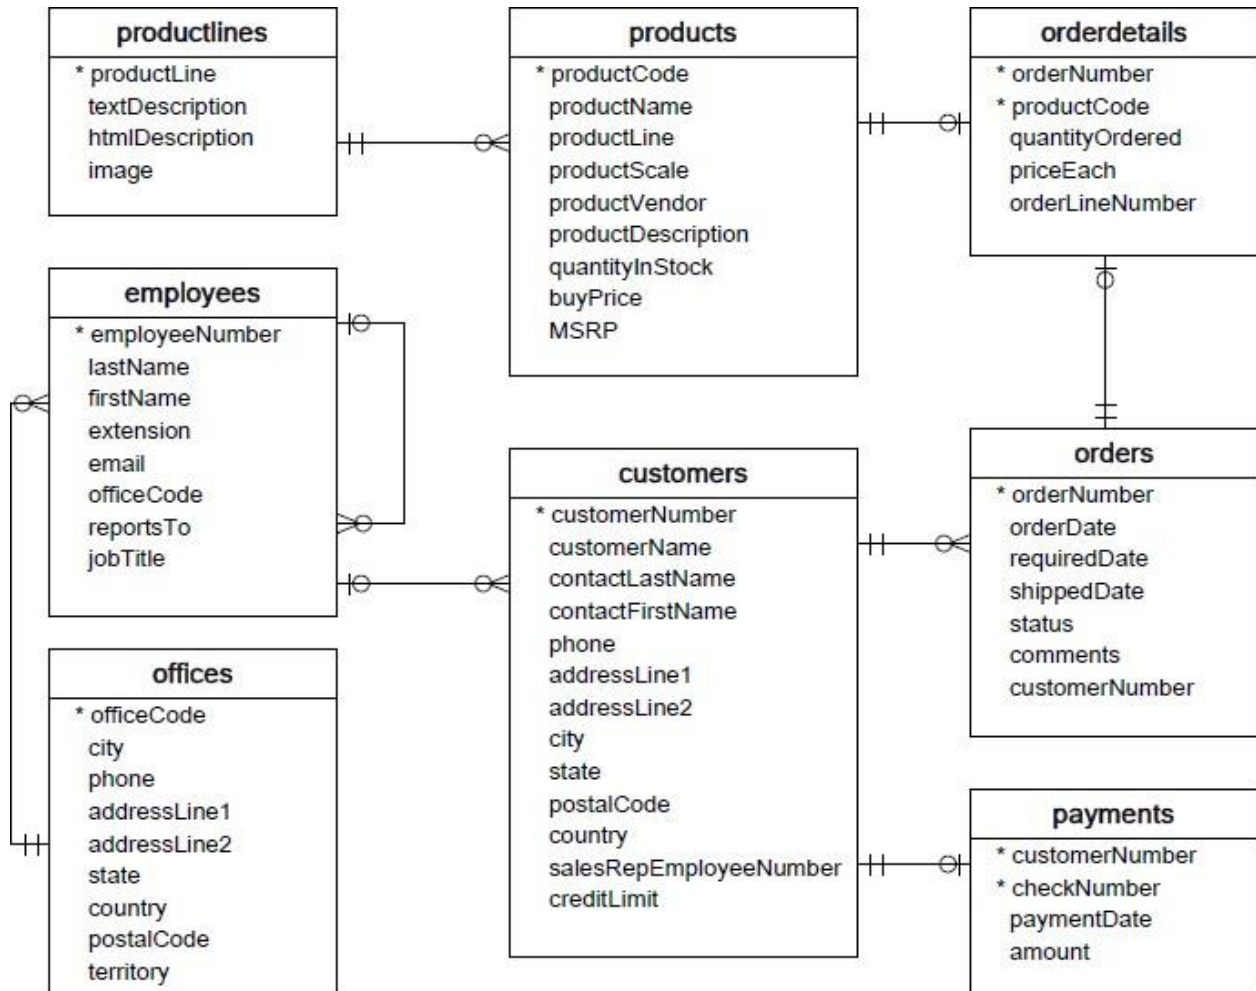 productlines
* productLine
textDescription
htmlDescription
image
products
* productCode
productName
productLine
productScale
productVendor
productDescription
quantityInStock
buyPrice
MSRP
orderdetails
* orderNumber
* productCode
quantityOrdered
priceEach
orderLineNumber
employees
* employeeNumber
lastName
firstName
extension
email
officeCode
reportsTo
jobTitle
customers
* customerNumber
customerName
contactLastName
contactFirstName
phone
addressLine1
addressLine2
city
state
postalCode
country
salesRepEmployeeNumber
creditLimit
orders
* orderNumber
orderDate
requiredDate
shippedDate
status
comments
customerNumber
offices
* officeCode
city
phone
addressLine1
addressLine2
state
country
postalCode
territory
payments
* customerNumber
* checkNumber
paymentDate
amount